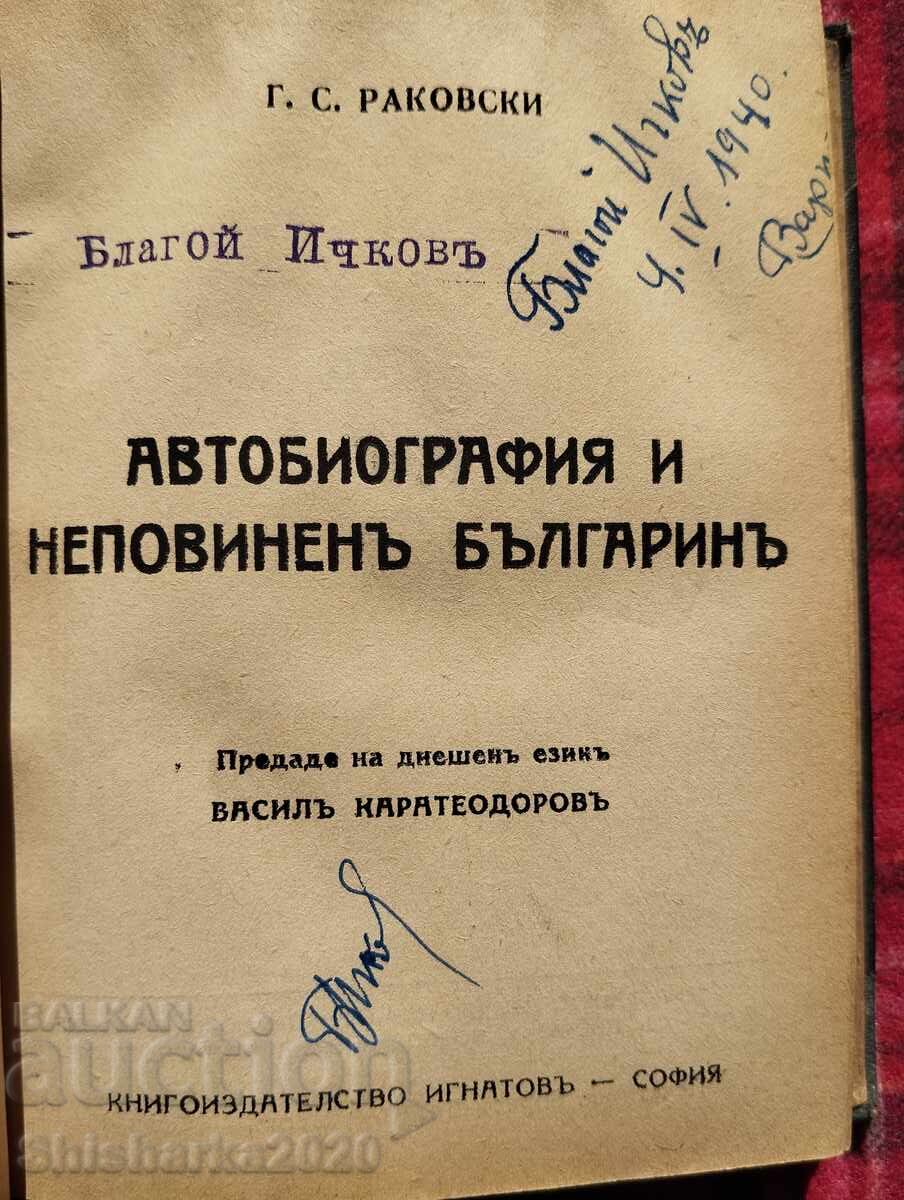 Г. С. РАКОВСКИ
Благой Ичковъ
Благой Ичковъ
4. IV. 1940.
АВТОБИОГРАФИЯ И
НЕПОВИНЕНЪ БЪЛГАРИНЪ
Предаде на днешенъ езикъ
ВАСИЛЪ КАРАТЕОДОРОВЪ
КНИГОИЗДАТЕЛСТВО ИГНАТОВЪ — СОФИЯ
BALKAN
auction
Shisharka2020